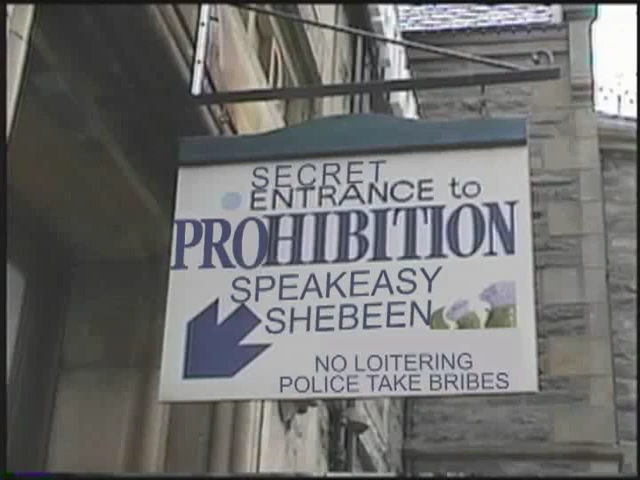 SECRET
ENTRANCE to
PROHIBITION
SPEAKEASY
SHEBEEN
NO LOITERING
POLICE TAKE BRIBES